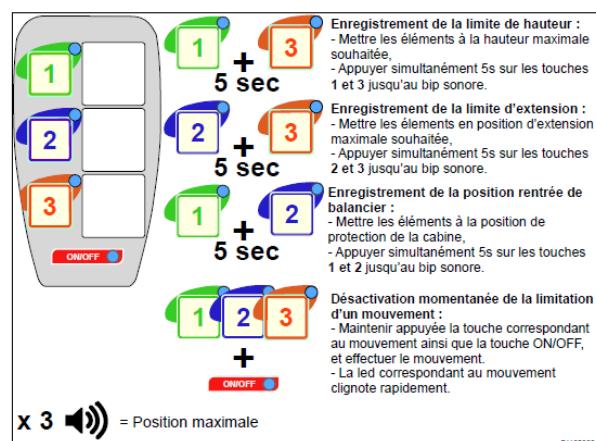 1
2
3
ON/OFF
1 + 3
5 sec
Enregistrement de la limite de hauteur :
- Mettre les éléments à la hauteur maximale
souhaitée,
- Appuyer simultanément 5s sur les touches
1 et 3 jusqu'au bip sonore.
2 + 3
5 sec
Enregistrement de la limite d'extension :
- Mettre les élements en position d'extension
maximale souhaitée,
- Appuyer simultanément 5s sur les touches
2 et 3 jusqu'au bip sonore.
1 + 2
5 sec
Enregistrement de la position rentrée de
balancier :
- Mettre les éléments à la position de
protection de la cabine,
- Appuyer simultanément 5s sur les touches
1 et 2 jusqu'au bip sonore.
1 2 3
+
ON/OFF
Désactivation momentanée de la limitation
d'un mouvement :
- Maintenir appuyée la touche correspondant
au mouvement ainsi que la touche ON/OFF,
et effectuer le mouvement.
- La led correspondant au mouvement
clignote rapidement.
x 3 = Position maximale